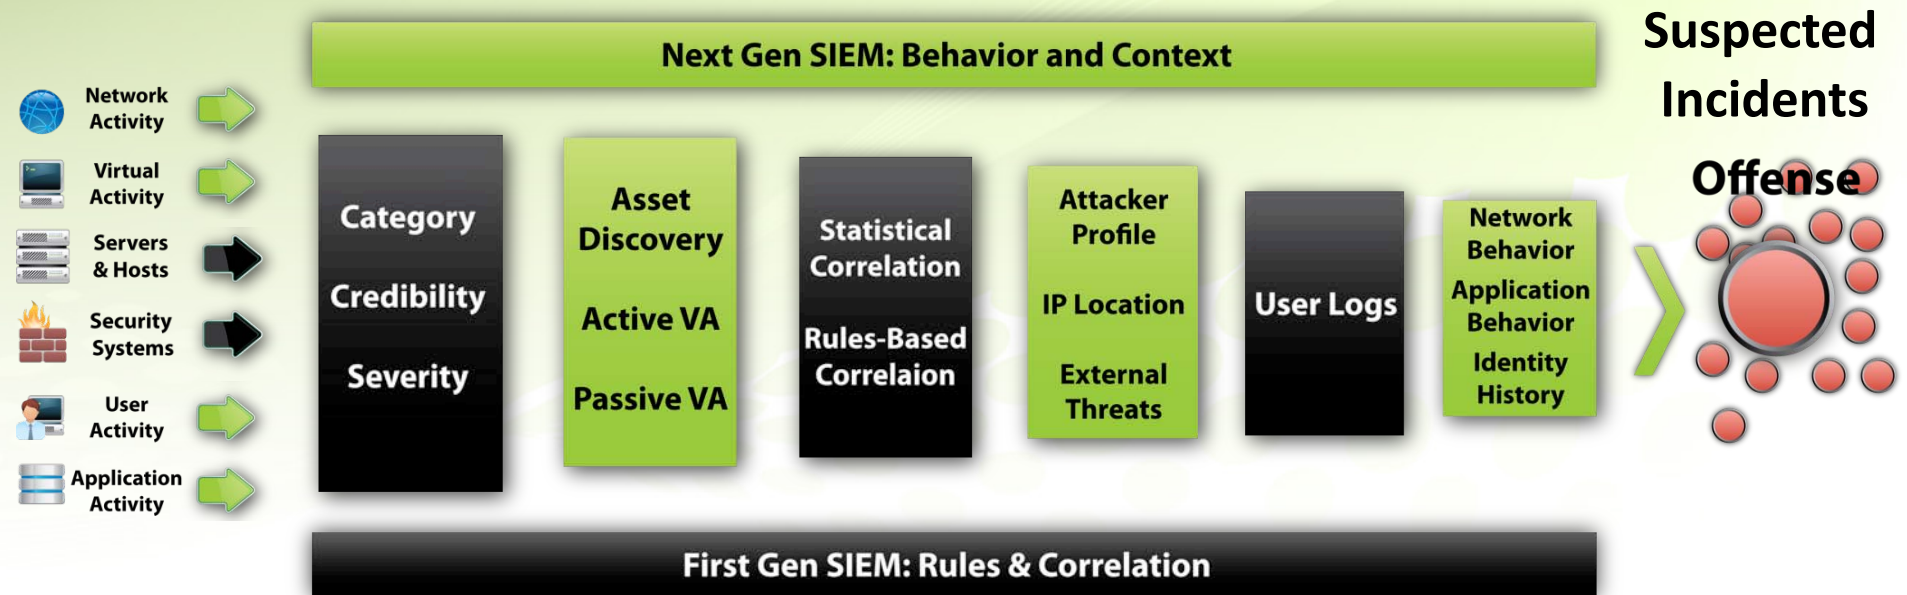 Next Gen SIEM: Behavior and Context
Suspected
Incidents
Offense
Network
Activity
Virtual
Activity
Servers
& Hosts
Security
Systems
User
Activity
Application
Activity
Category
Credibility
Severity
Asset
Discovery
Active VA
Passive VA
Statistical
Correlation
Rules-Based
Correlaion
Attacker
Profile
IP Location
External
Threats
User Logs
Network
Behavior
Application
Behavior
Identity
History
First Gen SIEM: Rules & Correlation